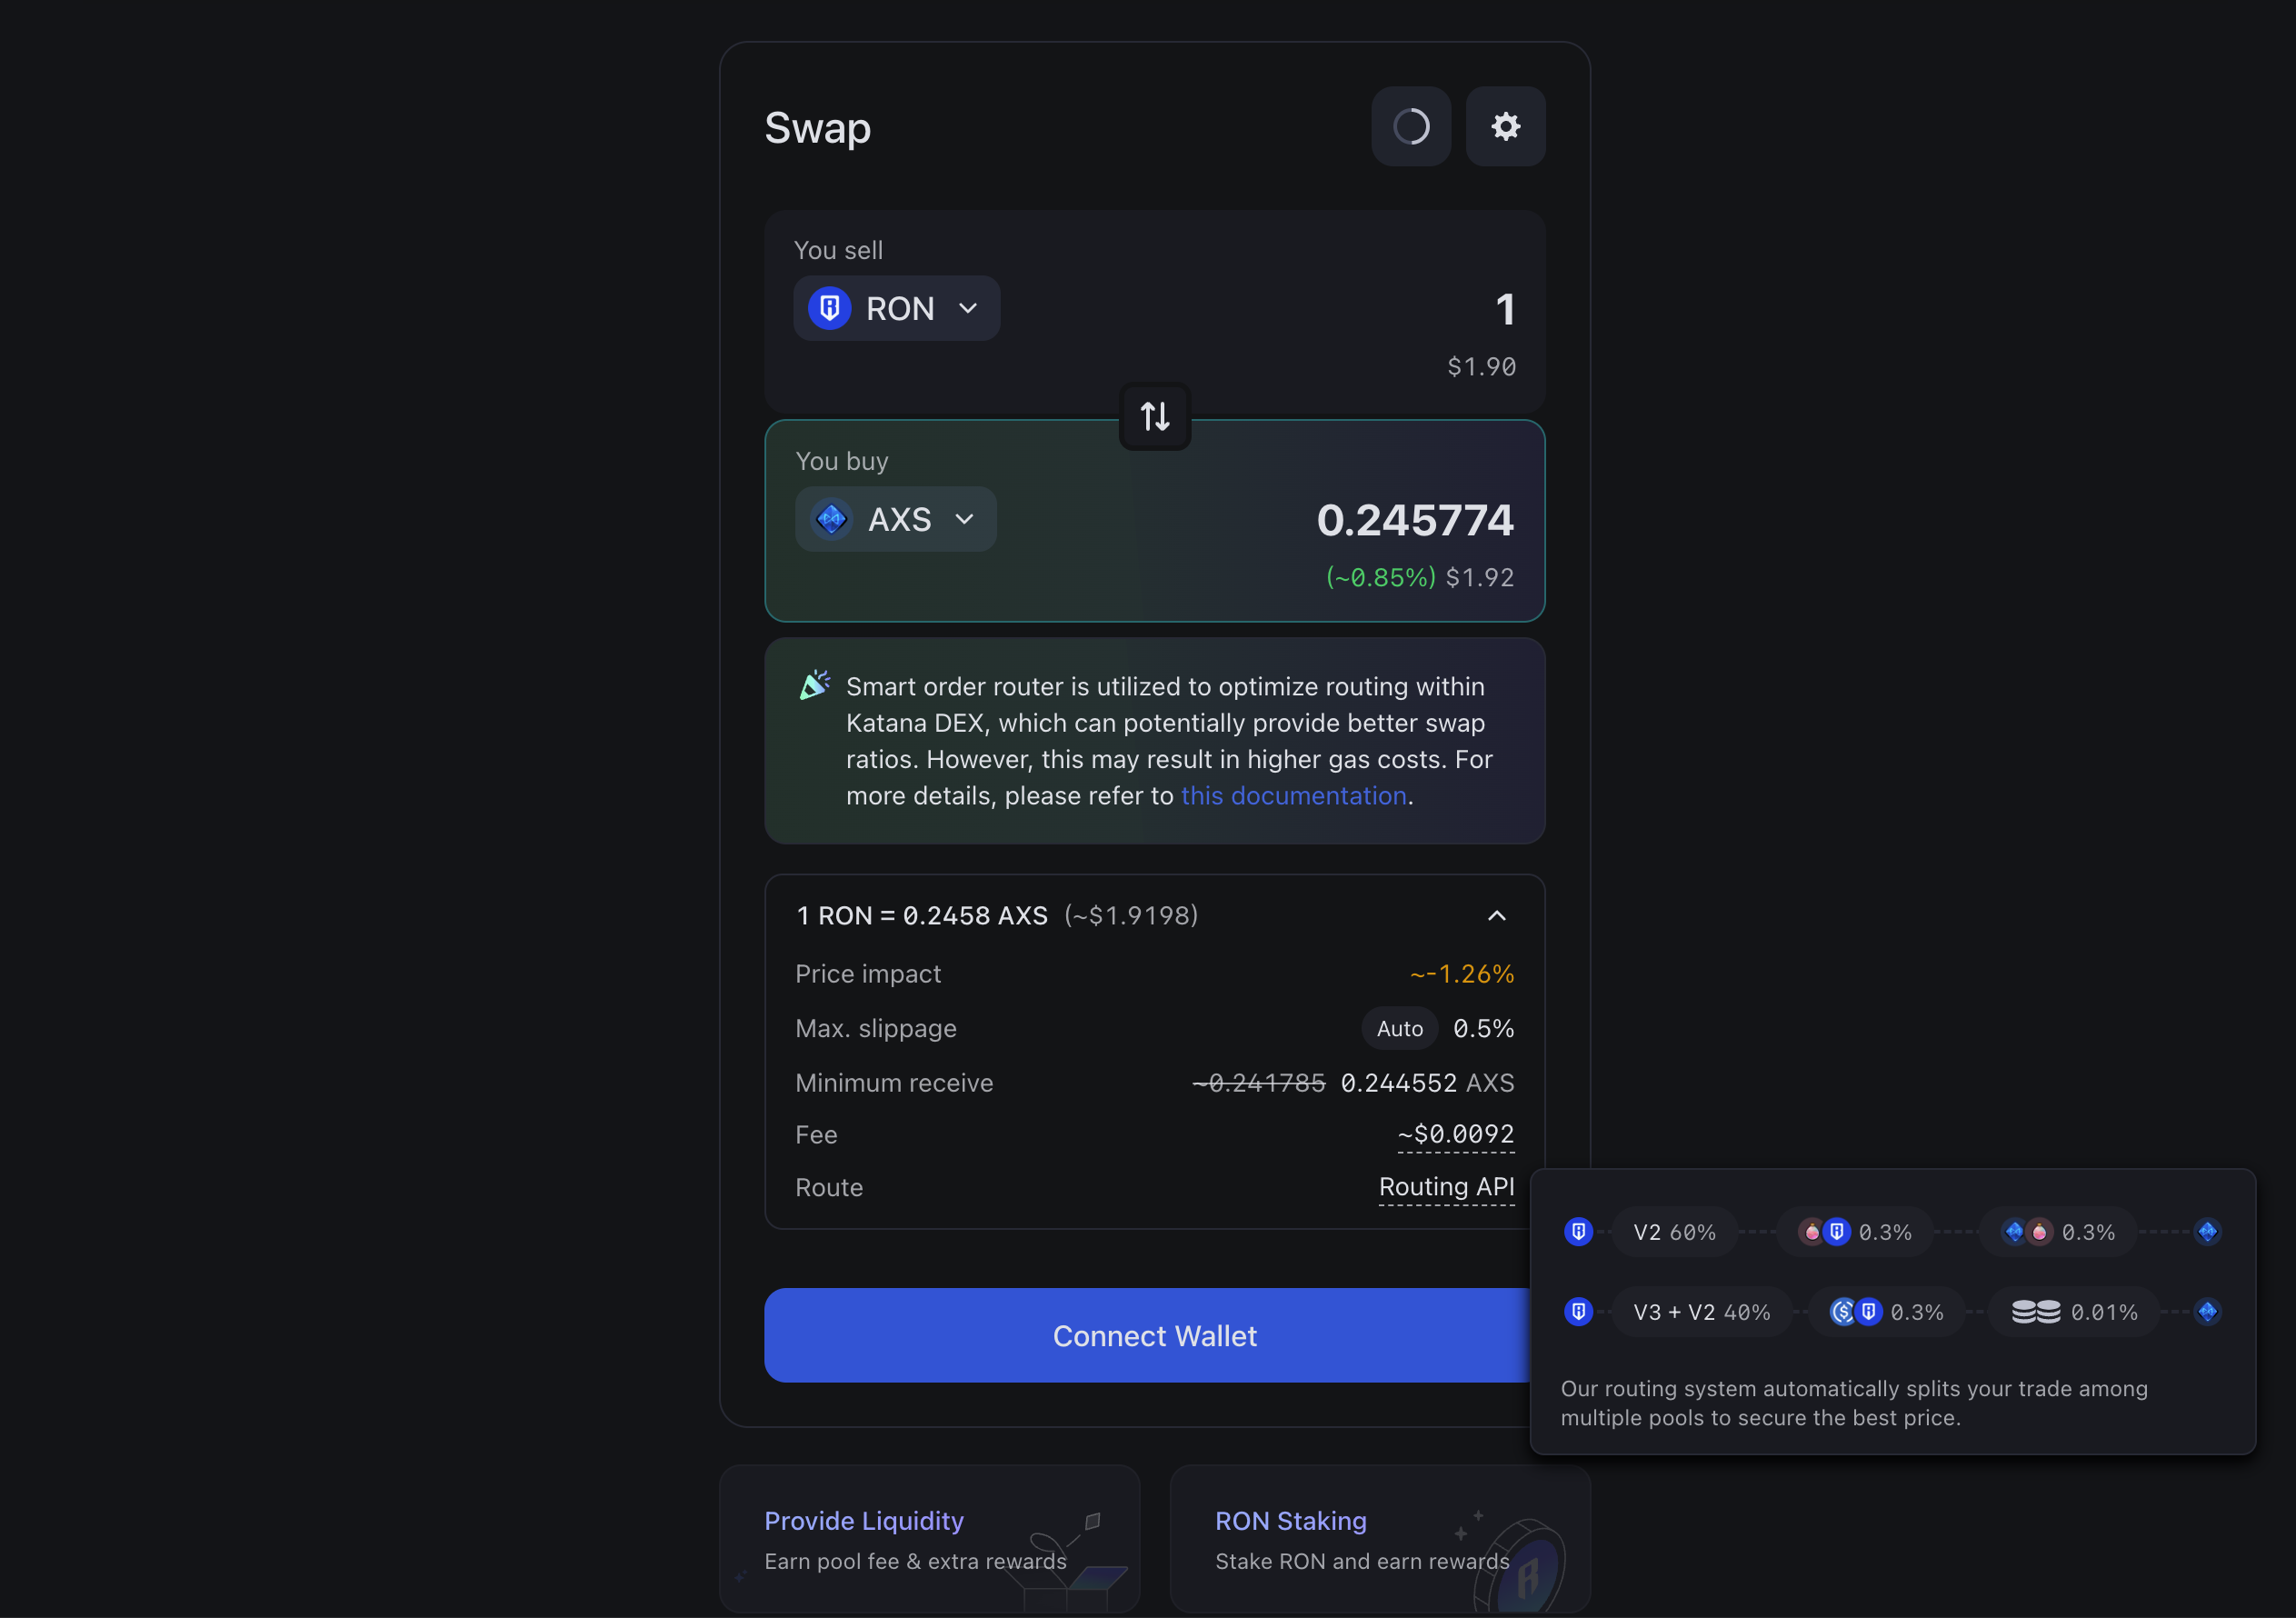 Swap
You sell
RON
1
$1.90
You buy
AXS
0.245774
(~0.85%) $1.92
Smart order router is utilized to optimize routing within
Katana DEX, which can potentially provide better swap
ratios. However, this may result in higher gas costs. For
more details, please refer to this documentation.
1 RON = 0.2458 AXS (~$1.9198)
Price impact ~-1.26%
Max. slippage Auto 0.5%
Minimum receive ~0.241785 0.244552 AXS
Fee ~$0.0092
Route Routing API
V2 60% 0.3% 0.3%
V3 + V2 40% 0.3% 0.01%
Our routing system automatically splits your trade among
multiple pools to secure the best price.
Connect Wallet
Provide Liquidity
Earn pool fee & extra rewards
RON Staking
Stake RON and earn rewards